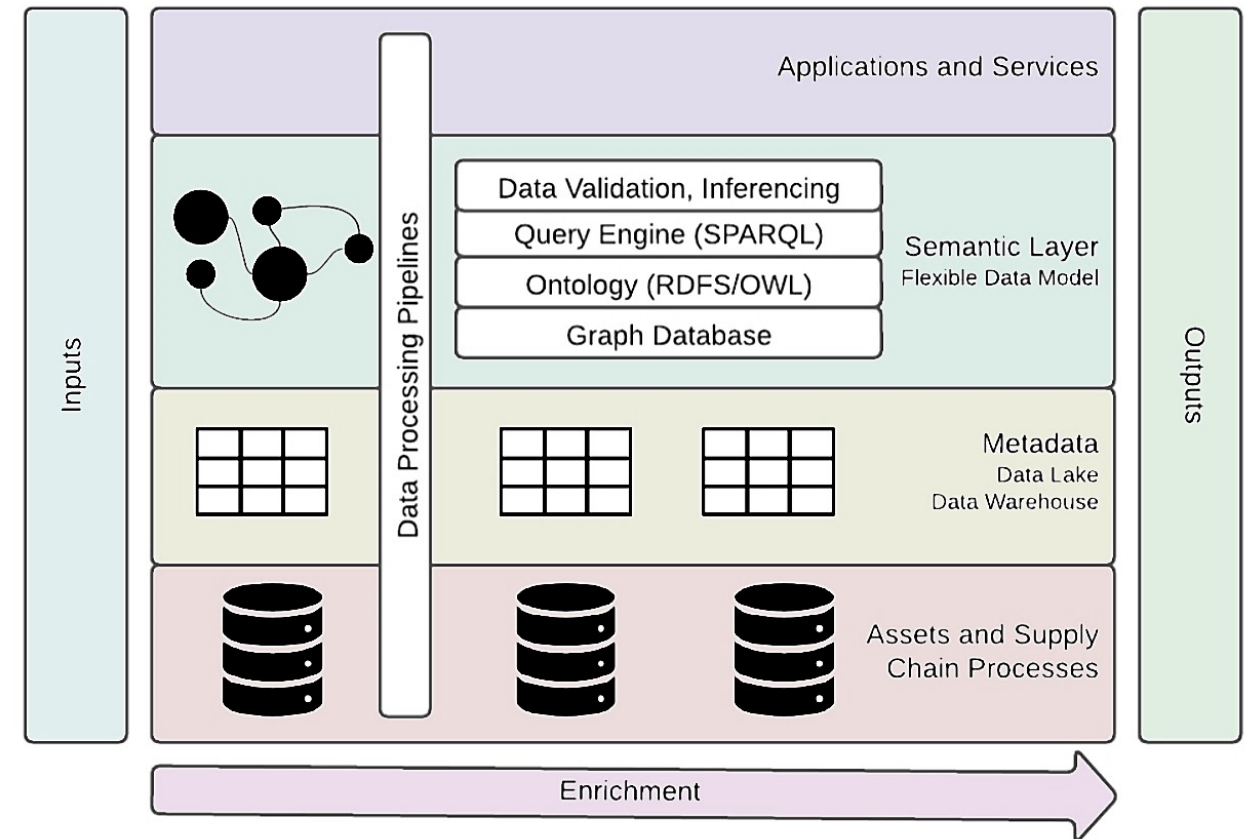 Inputs
Applications and Services
Data Processing Pipelines
Data Validation, Inferencing
Query Engine (SPARQL)
Ontology (RDFS/OWL)
Graph Database
Semantic Layer
Flexible Data Model
Metadata
Data Lake
Data Warehouse
Assets and Supply
Chain Processes
Outputs
Enrichment